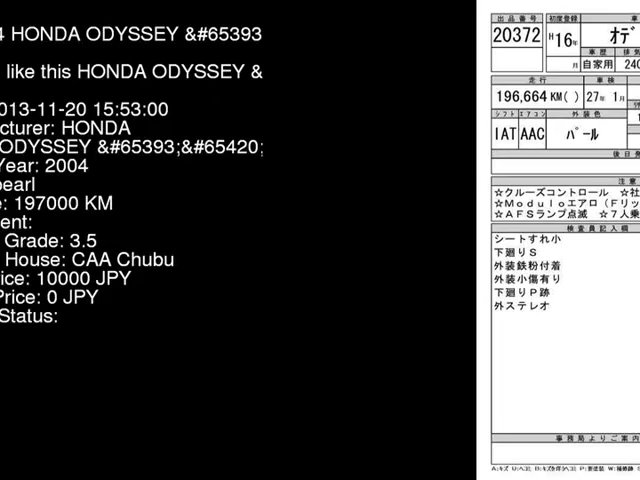 4 HONDA ODYSSEY &#65393
like this HONDA ODYSSEY &
013-11-20 15:53:00
cturer: HONDA
ODYSSEY &#65393;&#65420;
Year: 2004
pearl
e: 197000 KM
ent:
Grade: 3.5
House: CAA Chubu
ice: 10000 JPY
Price: 0 JPY
Status:
出品番号 初度登録 車
20372 H16年 オデ
月
車歴 排気
自家用 240
走行 車検
196,664 KM( ) 27年 1月
シフト エアコン 外装色
IAT AAC パール
後日発
注意
☆クルーズコントロール ☆社
☆Moduloエアロ(Fリッ
☆AFSランプ点滅 ☆7人乗
検査員記入欄
シートすれ小
下廻りS
外装鉄粉付着
外装小傷有り
下廻りP跡
外ステレオ
事務局よりご案内